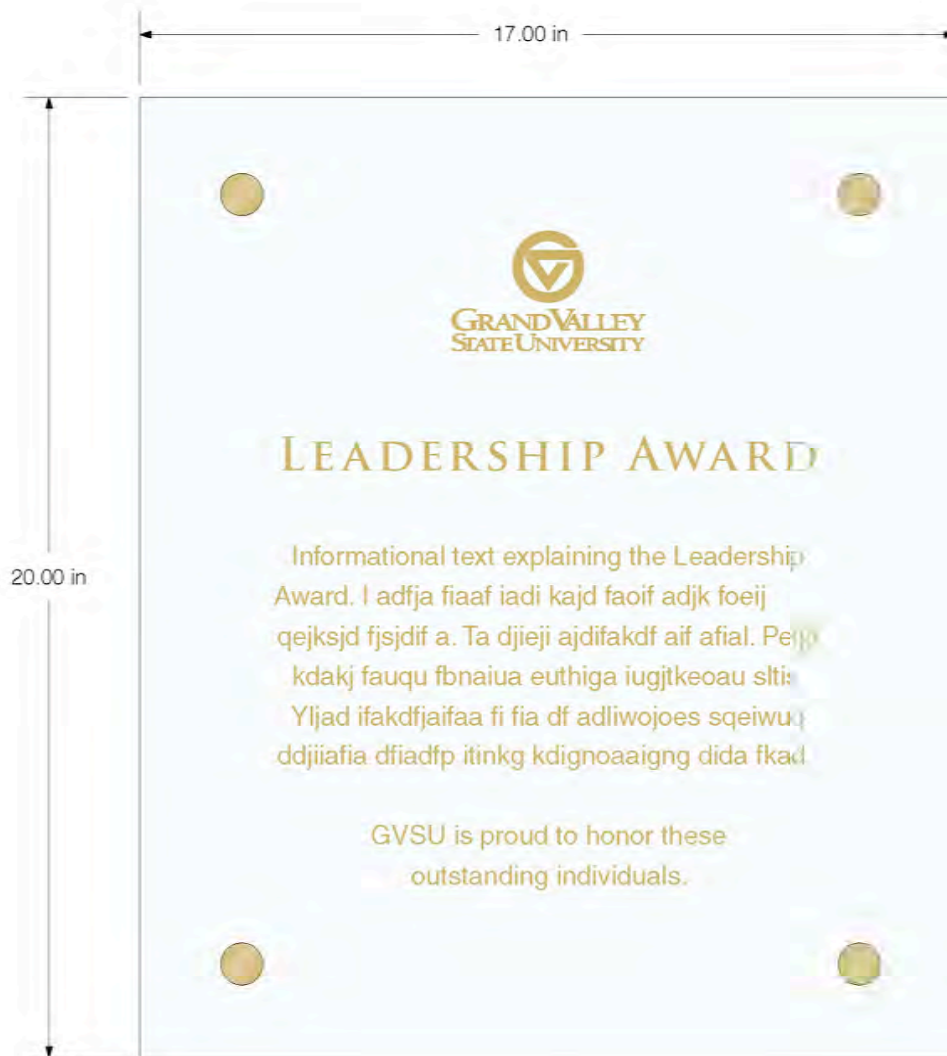 17.00 in
GRAND VALLEY
STATE UNIVERSITY
LEADERSHIP AWARD
Informational text explaining the Leadership
20.00 in
Award. I adfja fiaaf iadi kajd faoif adjk foeij
qejksjd fjsjdif a. Ta djieji ajdifakdf aif afial.
kdakj fauqu fbnaiua euthiga iugjtkeoau
Yljad ifakdfjaifaa fi fia df adliwojoes
ddjiiafia dfiadfp itinkg kdignoaaigng dida fkad
GVSU is proud to honor these
outstanding individuals.